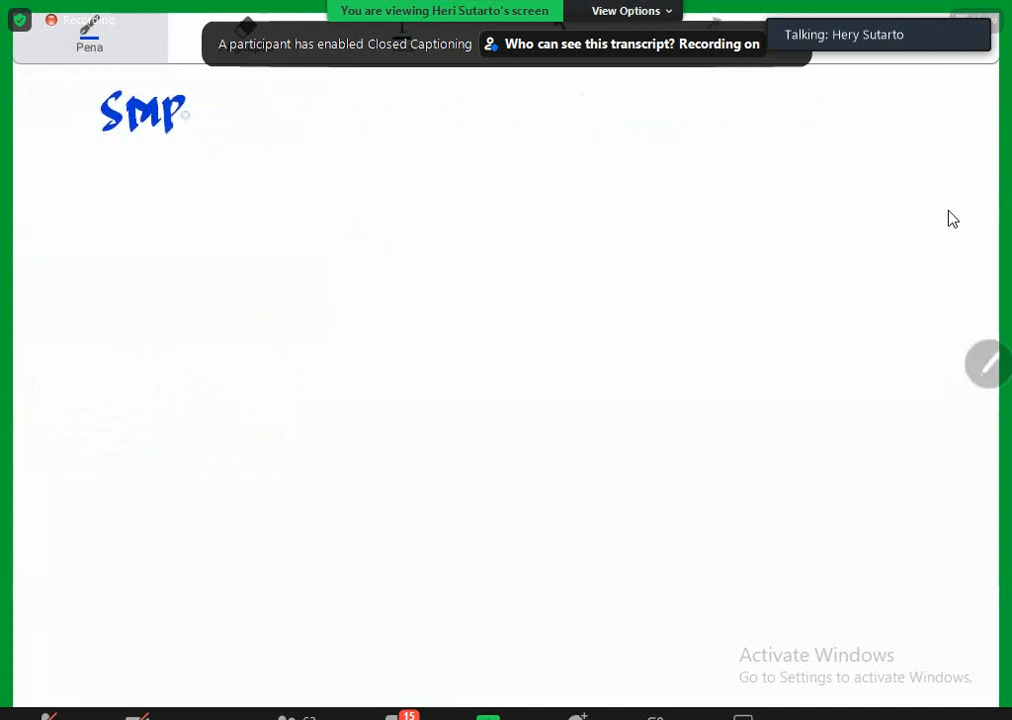 You are viewing Heri Sutarto's screen
View Options
Recording
A participant has enabled Closed Captioning
Who can see this transcript? Recording on
Talking: Hery Sutarto
Pena
SMP
Activate Windows
Go to Settings to activate Windows.
15